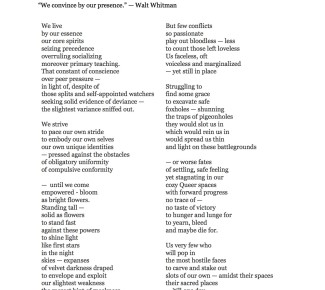 "We convince by our presence." — Walt Whitman
We live
by our essence
our core spirits
seizing precedence
overruling socializing
moreover primary teaching.
That constant of conscience
over peer pressure —
in light of, despite of
those splits and self-appointed watchers
seeking solid evidence of deviance —
the slightest variance sniffed out.
We strive
to pace our own stride
to embody our own selves
our own unique identities
— pressed against the obstacles
of obligatory uniformity
of compulsive conformity
— until we come
empowered - bloom
as bright flowers.
Standing tall —
solid as flowers
to stand fast
against these powers
to shine light
like first stars
in the night
skies — expanses
of velvet darkness draped
to envelop and exploit
our slightest weakness
But few conflicts
so passionate
play out bloodless — less
to count those left loveless
Us faceless, oft
voiceless and marginalized
— yet still in place
Struggling to
find some grace
to excavate safe
foxholes — shunning
the traps of pigeonholes
they would slot us in
which would rein us in
would spread us thin
and light on these battlegrounds
— or worse fates
of settling, safe feeling
yet stagnating in our
cozy Queer spaces
with forward progress
no trace of —
no taste of victory
to hunger and lunge for
to yearn, bleed
and maybe die for.
Us very few who
will pop in
the most hostile faces
to carve and stake out
slots of our own — amidst their spaces
their sacred places